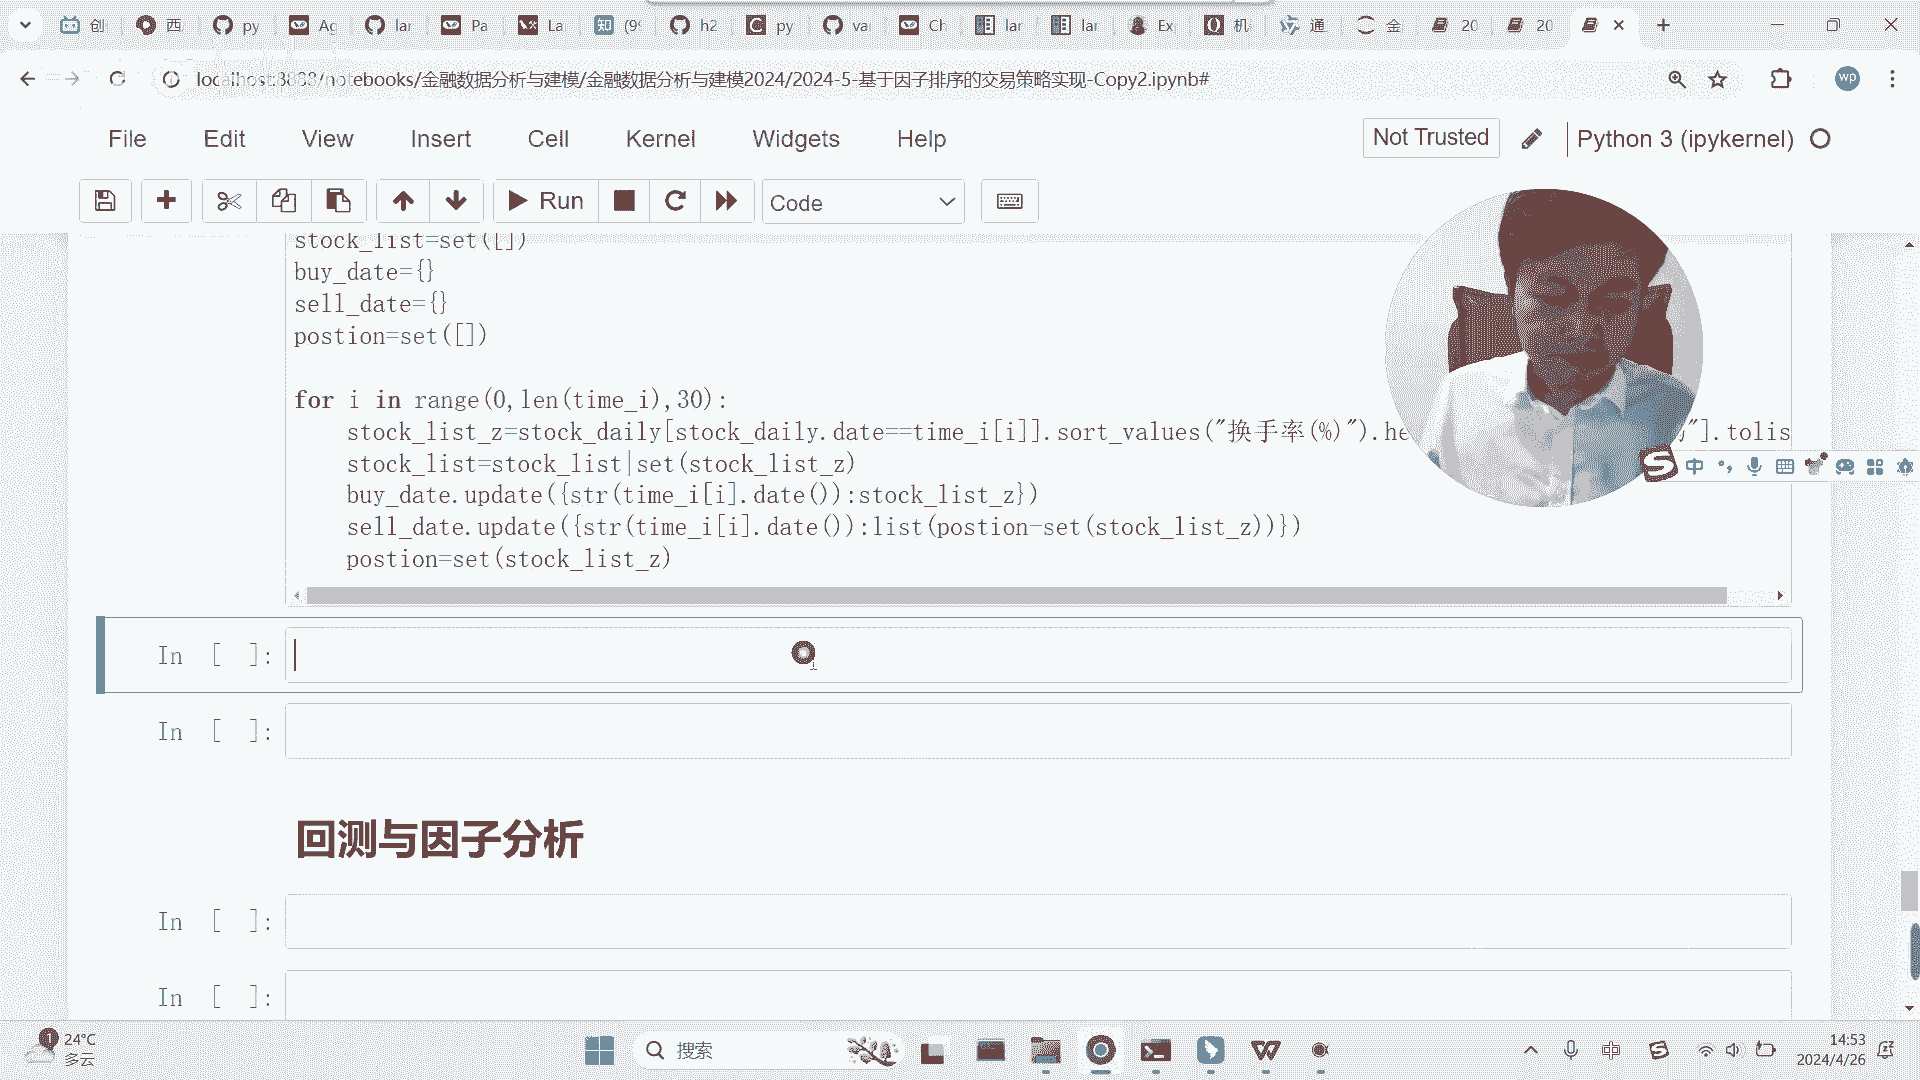 创 西 py Ag lar Pa La (9 h2 py va Ch lar lar Ex 机 通 金 20 20
localhost:8888/notebooks/金融数据分析与建模/金融数据分析与建模2024/2024-5-基于因子排序的交易策略实现-Copy2.ipynb#
wp
File Edit View Insert Cell Kernel Widgets Help
Not Trusted Python 3 (ipykernel)
Run Code
stock_list=set([])
buy_date={}
sell_date={}
postion=set([])
for i in range(0,len(time_i),30):
stock_list_z=stock_daily[stock_daily.date==time_i[i]].sort_values("换手率(%)").he "].tolis
stock_list=stock_list|set(stock_list_z)
buy_date.update({str(time_i[i].date()):stock_list_z})
sell_date.update({str(time_i[i].date()):list(postion-set(stock_list_z))})
postion=set(stock_list_z)
中
In [ ]:
In [ ]:
回测与因子分析
In [ ]:
In [ ]:
1 24°C
多云
搜索
中
14:53
2024/4/26